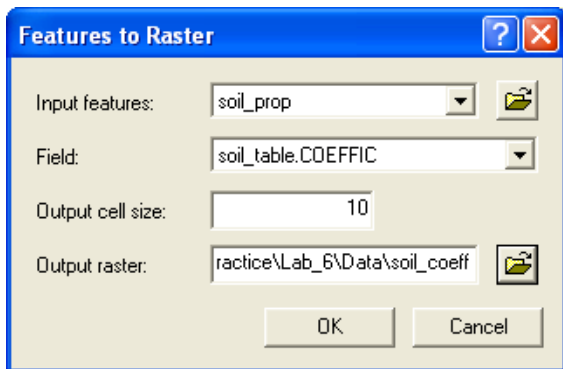 Features to Raster
Input features: soil_prop
Field: soil_table.COEFFIC
Output cell size: 10
Output raster: ractice\Lab_6\Data\soil_coeff
OK Cancel